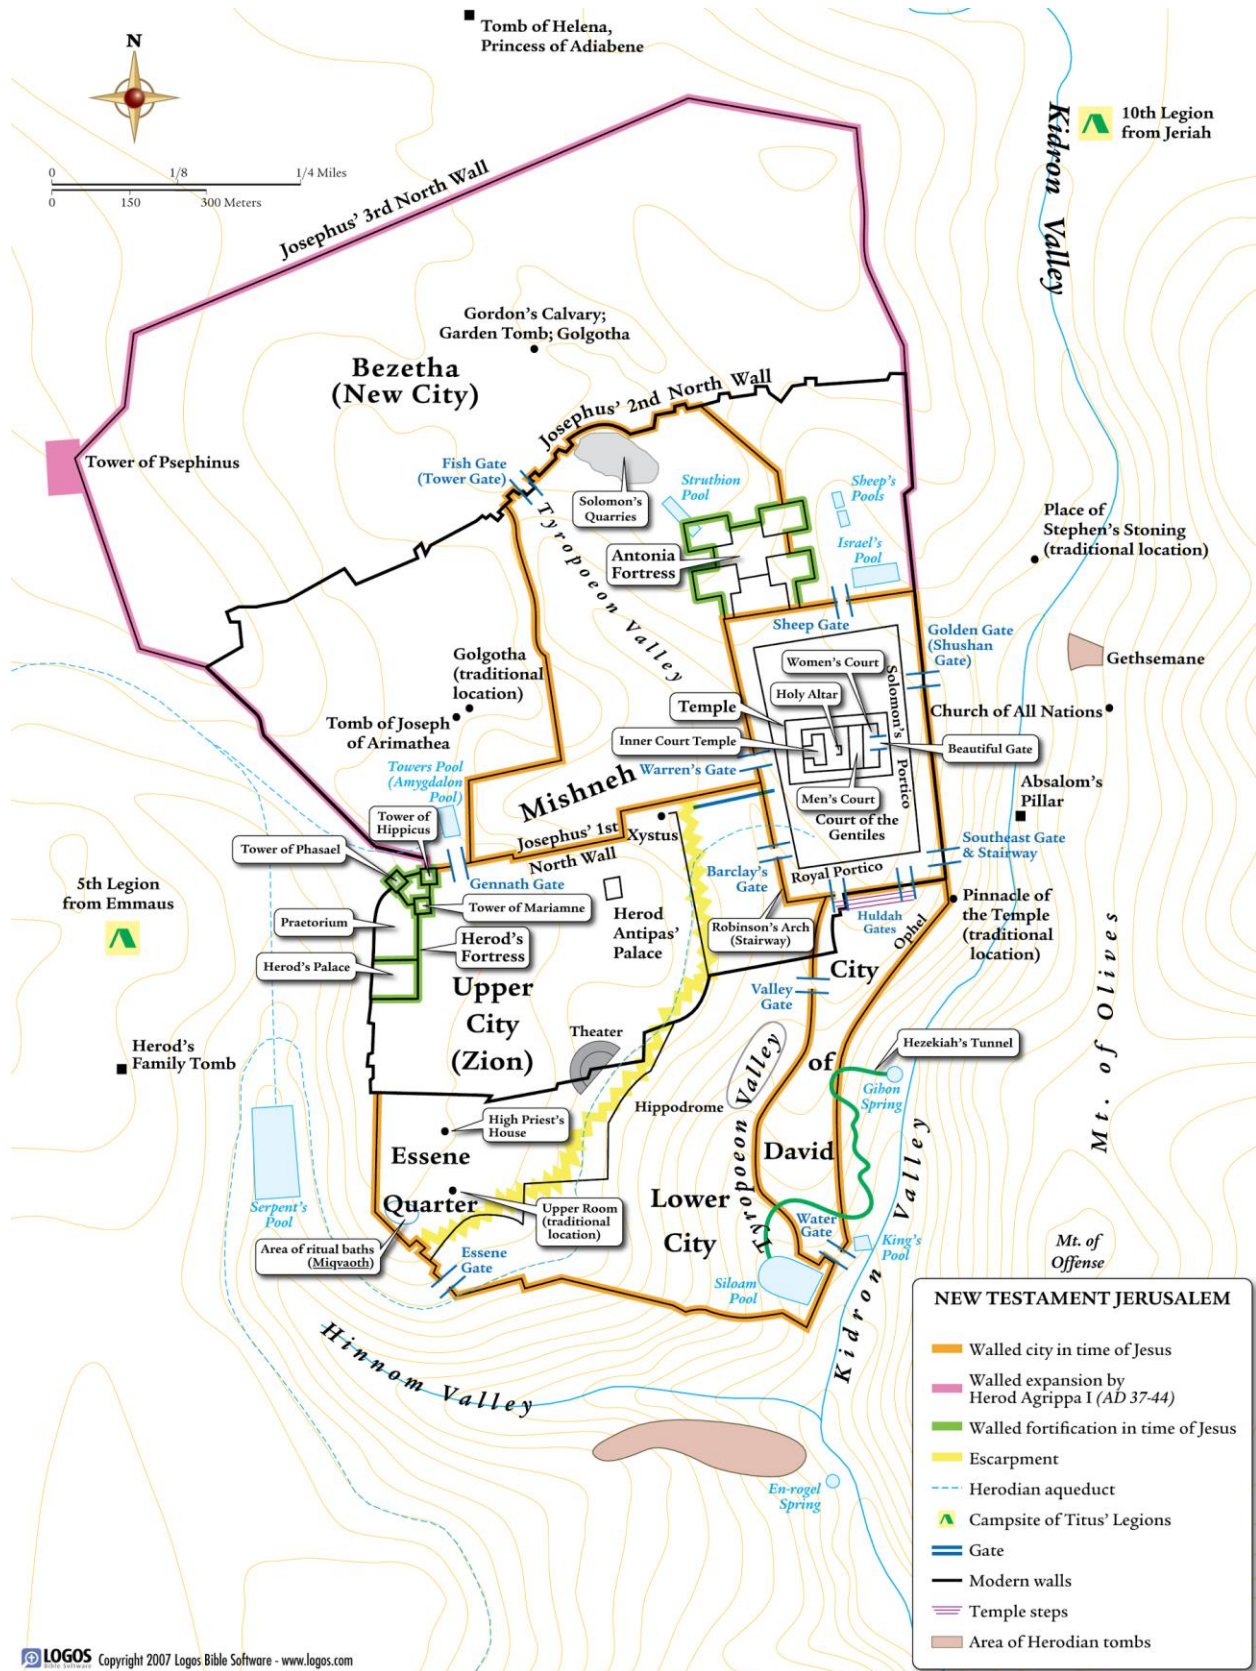 Tomb of Helena,
Princess of Adiabene
N
0
1/8
1/4 Miles
0
150
300 Meters
10th Legion
from Jeriah
Kidron Valley
Josephus' 3rd North Wall
Gordon's Calvary;
Garden Tomb; Golgotha
Bezetha
(New City)
Josephus' 2nd North Wall
Tower of Psephinus
Fish Gate
(Tower Gate)
Solomon's
Quarries
Struthion
Pool
Sheep's
Pools
Israel's
Pool
Place of
Stephen's Stoning
(traditional location)
Tyropoeon Valley
Antonia
Fortress
Sheep Gate
Golden Gate
(Shushan
Gate)
Gethsemane
Golgotha
(traditional
location)
Women's Court
Holy Altar
Solomon's Portico
Temple
Church of All Nations
Tomb of Joseph
of Arimathea
Inner Court Temple
Beautiful Gate
Warren's Gate
Towers Pool
(Amygdalon
Pool)
Mishneh
Men's Court
Court of the
Gentiles
Absalom's
Pillar
Tower of
Hippicus
Josephus' 1st
North Wall
Xystus
Tower of Phasael
Southeast Gate
& Stairway
Gennath Gate
Barclay's
Gate
Royal Portico
5th Legion
from Emmaus
Tower of Mariamne
Praetorium
Herod
Antipas'
Palace
Robinson's Arch
(Stairway)
Huldah
Gates
Ophel
Pinnacle of
the Temple
(traditional
location)
Herod's
Fortress
Herod's Palace
Upper
City
(Zion)
City
of
David
Valley
Gate
Mt. of Olives
Theater
Herod's
Family Tomb
Hezekiah's Tunnel
Gihon
Spring
Tyropoeon Valley
Hippodrome
High Priest's
House
Essene
Quarter
Kidron Valley
Lower
City
Serpent's
Pool
Upper Room
(traditional
location)
Water
Gate
King's
Pool
Area of ritual baths
(Miqvaoth)
Essene
Gate
Siloam
Pool
Mt. of
Offense
Hinnom Valley
En-rogel
Spring
NEW TESTAMENT JERUSALEM
Walled city in time of Jesus
Walled expansion by
Herod Agrippa I (AD 37-44)
Walled fortification in time of Jesus
Escarpment
Herodian aqueduct
Campsite of Titus' Legions
Gate
Modern walls
Temple steps
Area of Herodian tombs
LOGOS
Bible Software
Copyright 2007 Logos Bible Software - www.logos.com